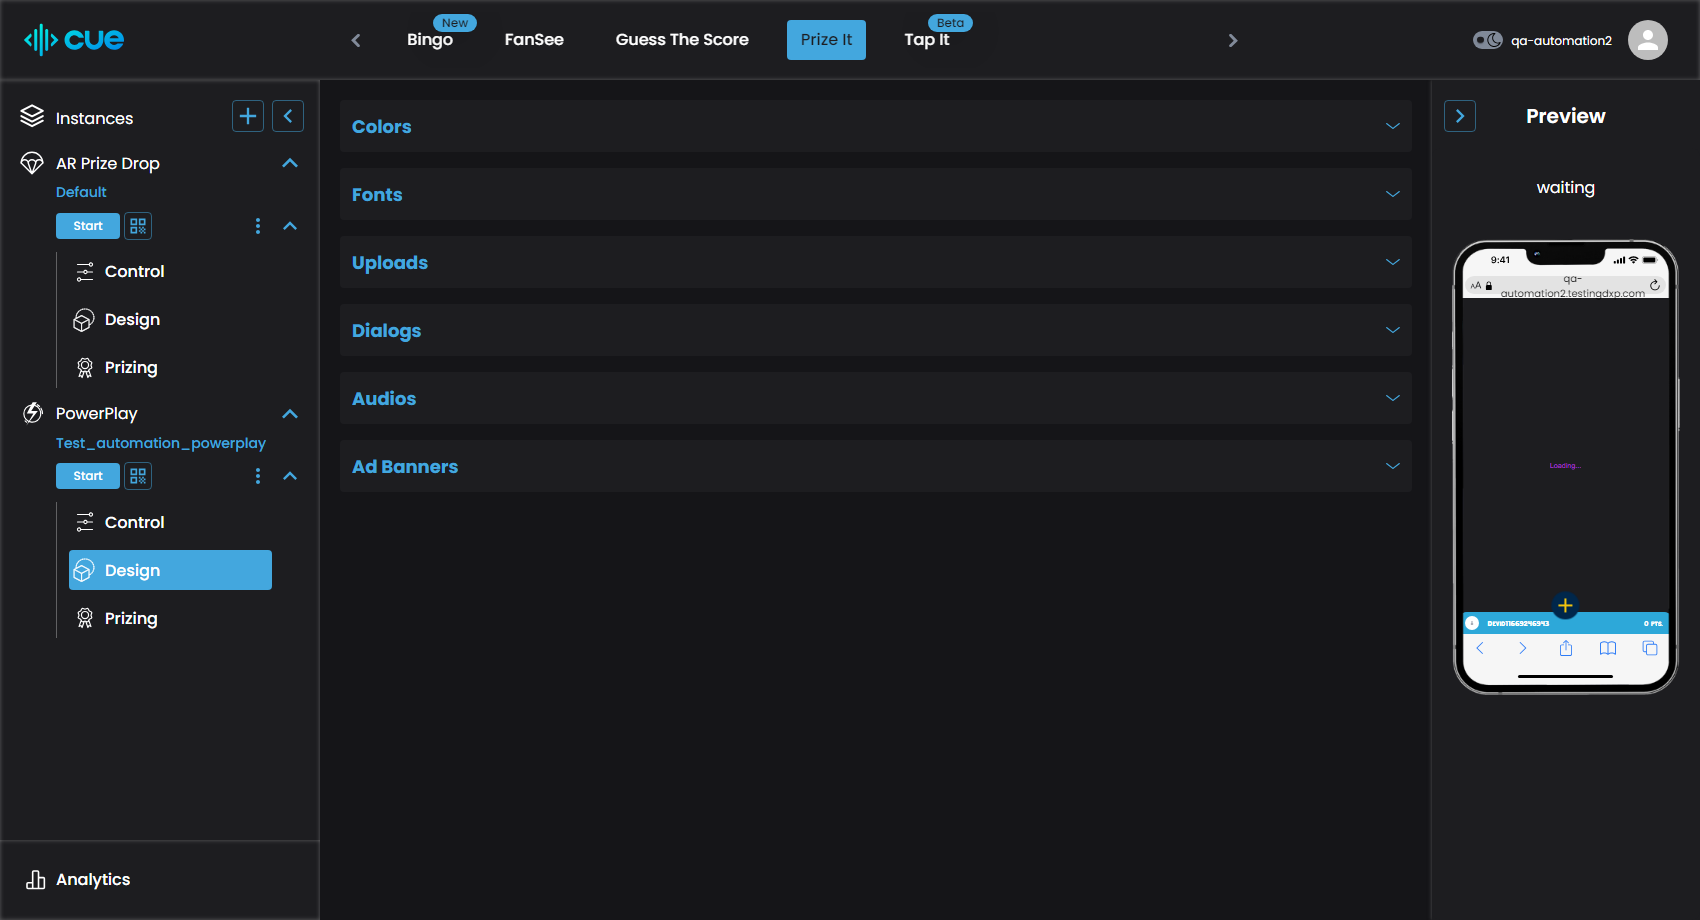 cue
Bingo
New
FanSee
Guess The Score
Prize It
Tap It
Beta
qa-automation2
Instances
AR Prize Drop
Default
Start
Control
Design
Prizing
PowerPlay
Test_automation_powerplay
Start
Control
Design
Prizing
Analytics
Colors
Fonts
Uploads
Dialogs
Audios
Ad Banners
Preview
waiting
9:41
AA
qa-
automation2.testingdxp.com
Loading...
0 PTS.